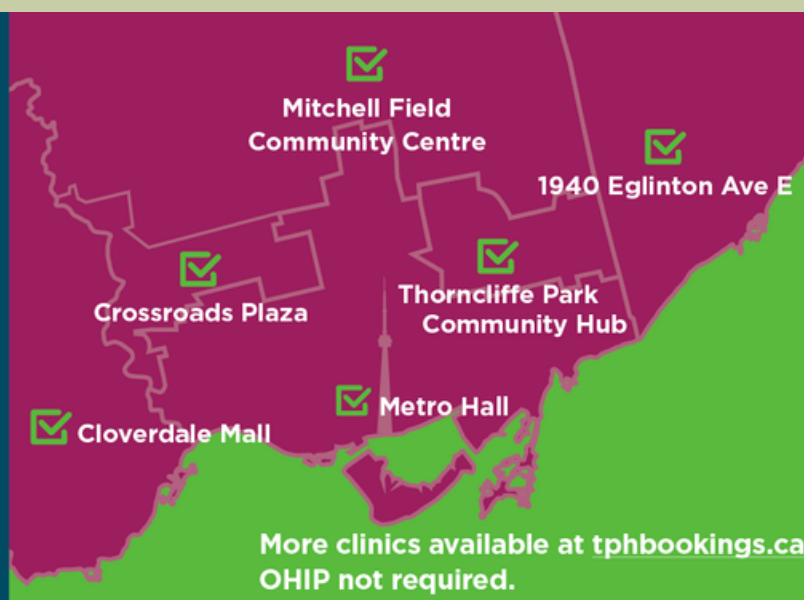 Mitchell Field
Community Centre
1940 Eglinton Ave E
Crossroads Plaza
Thorncliffe Park
Community Hub
Metro Hall
Cloverdale Mall
More clinics available at tphbookings.ca
OHIP not required.